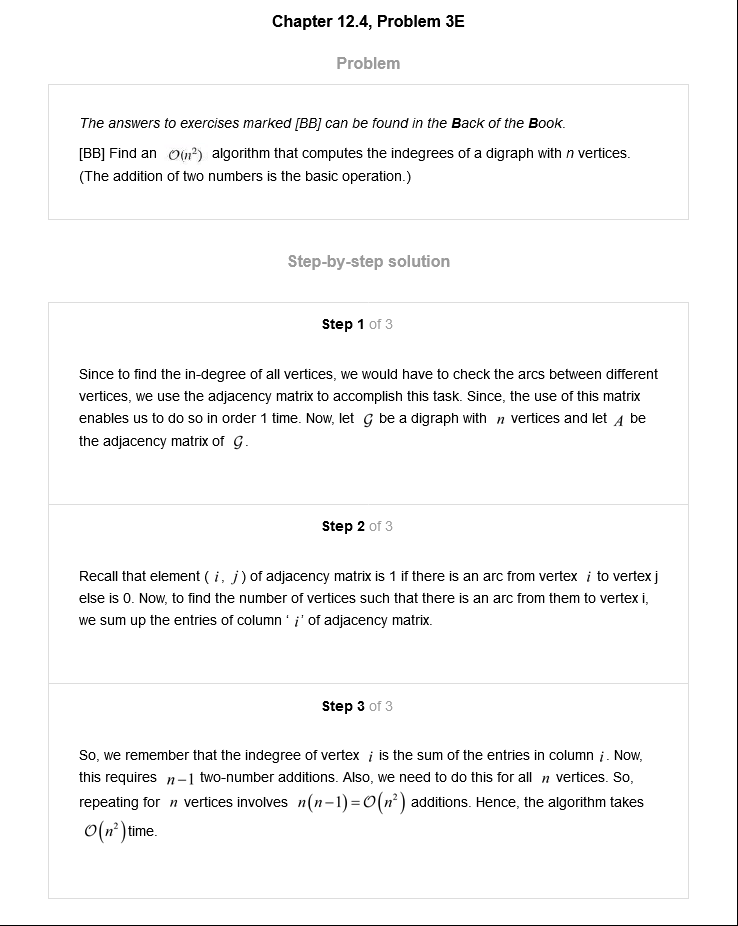 Chapter 12.4, Problem 3E
Problem
The answers to exercises marked [BB] can be found in the Back of the Book.
[BB] Find an 𝒪(n²) algorithm that computes the indegrees of a digraph with n vertices.
(The addition of two numbers is the basic operation.)
Step-by-step solution
Step 1 of 3
Since to find the in-degree of all vertices, we would have to check the arcs between different
vertices, we use the adjacency matrix to accomplish this task. Since, the use of this matrix
enables us to do so in order 1 time. Now, let 𝒢 be a digraph with n vertices and let A be
the adjacency matrix of 𝒢.
Step 2 of 3
Recall that element ( i, j ) of adjacency matrix is 1 if there is an arc from vertex i to vertex j
else is 0. Now, to find the number of vertices such that there is an arc from them to vertex i,
we sum up the entries of column ‘ i’ of adjacency matrix.
Step 3 of 3
So, we remember that the indegree of vertex i is the sum of the entries in column i. Now,
this requires n−1 two-number additions. Also, we need to do this for all n vertices. So,
repeating for n vertices involves n(n−1)=𝒪(n²) additions. Hence, the algorithm takes
𝒪(n²) time.